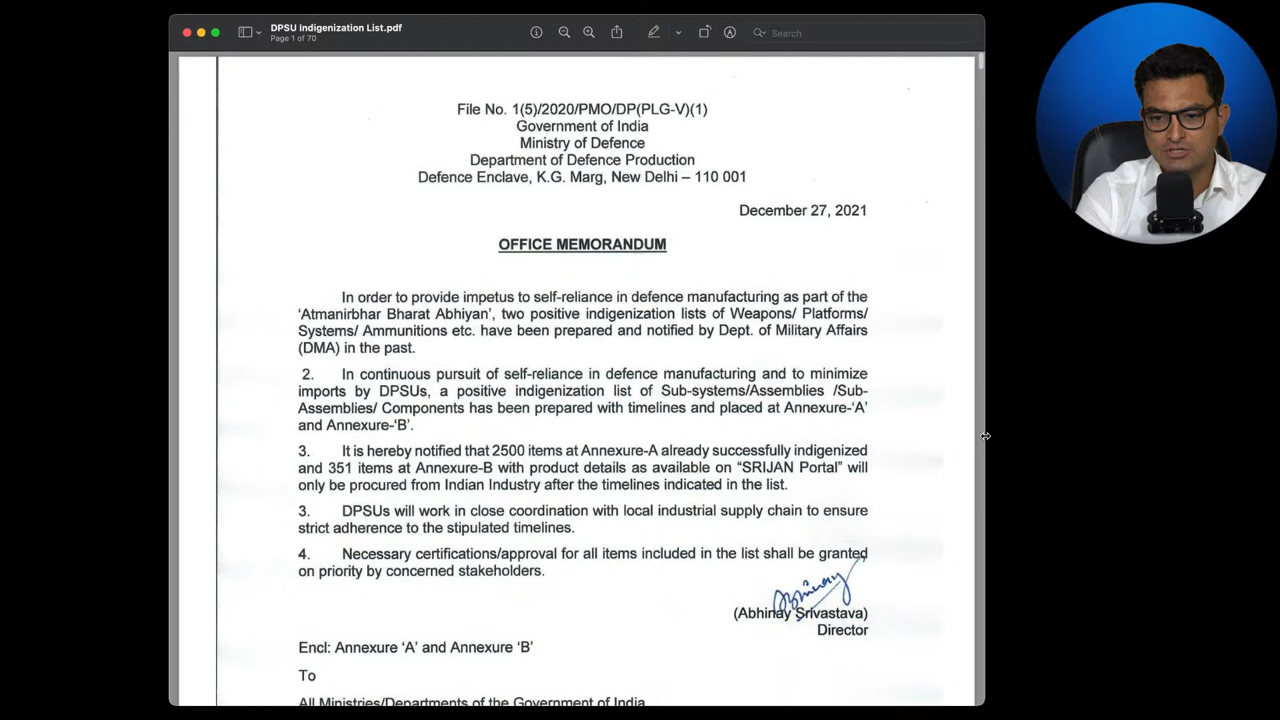 DPSU Indigenization List.pdf
Page 1 of 70
Search
File No. 1(5)/2020/PMO/DP(PLG-V)(1)
Government of India
Ministry of Defence
Department of Defence Production
Defence Enclave, K.G. Marg, New Delhi – 110 001
December 27, 2021
OFFICE MEMORANDUM
In order to provide impetus to self-reliance in defence manufacturing as part of the
'Atmanirbhar Bharat Abhiyan', two positive indigenization lists of Weapons/ Platforms/
Systems/ Ammunitions etc. have been prepared and notified by Dept. of Military Affairs
(DMA) in the past.
2. In continuous pursuit of self-reliance in defence manufacturing and to minimize
imports by DPSUs, a positive indigenization list of Sub-systems/Assemblies /Sub-
Assemblies/ Components has been prepared with timelines and placed at Annexure-'A'
and Annexure-'B'.
3. It is hereby notified that 2500 items at Annexure-A already successfully indigenized
and 351 items at Annexure-B with product details as available on "SRIJAN Portal" will
only be procured from Indian Industry after the timelines indicated in the list.
3. DPSUs will work in close coordination with local industrial supply chain to ensure
strict adherence to the stipulated timelines.
4. Necessary certifications/approval for all items included in the list shall be granted
on priority by concerned stakeholders.
Abhinay
(Abhinay Srivastava)
Director
Encl: Annexure 'A' and Annexure 'B'
To
All Ministries/Departments of the Government of India